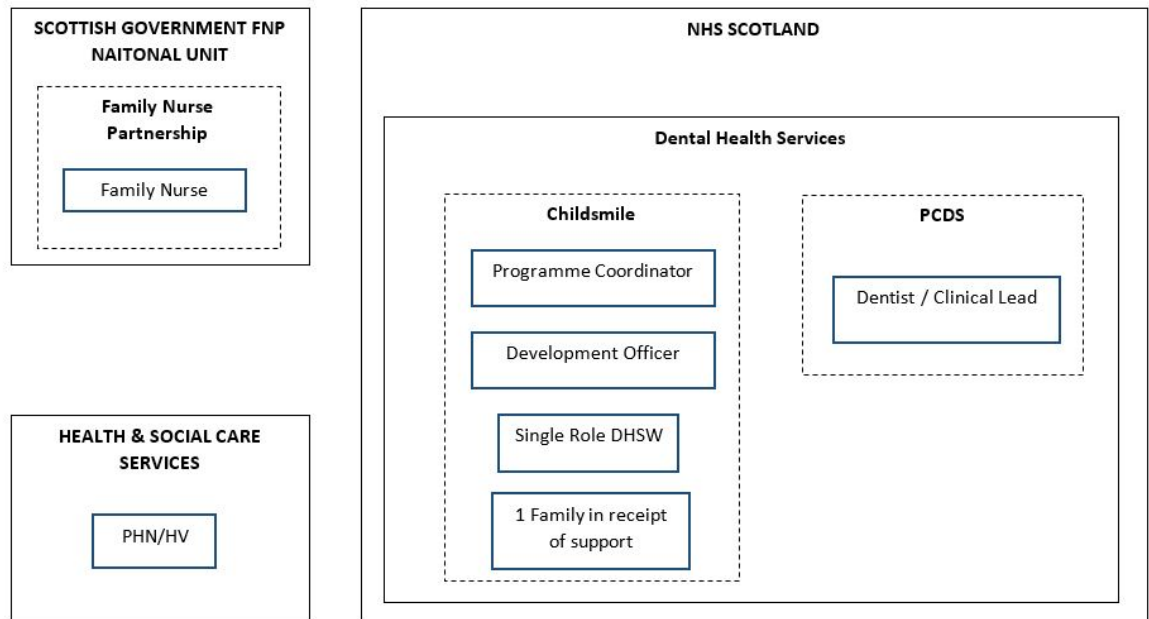 SCOTTISH GOVERNMENT FNP
NAITONAL UNIT
Family Nurse
Partnership
Family Nurse
HEALTH & SOCIAL CARE
SERVICES
PHN/HV
NHS SCOTLAND
Dental Health Services
Childsmile
Programme Coordinator
Development Officer
Single Role DHSW
1 Family in receipt
of support
PCDS
Dentist / Clinical Lead